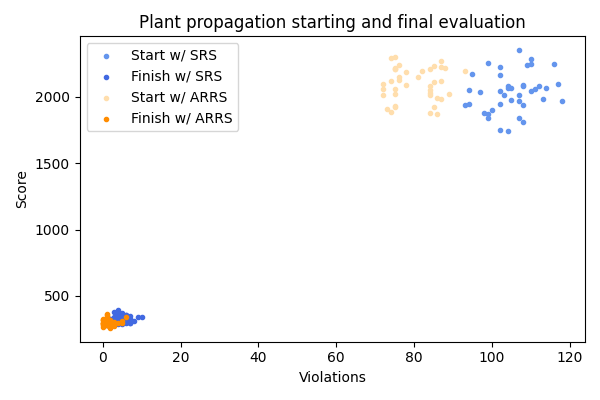 Plant propagation starting and final evaluation
Start w/ SRS
Finish w/ SRS
Start w/ ARRS
Finish w/ ARRS
Score
2000
1500
1000
500
0 20 40 60 80 100 120
Violations